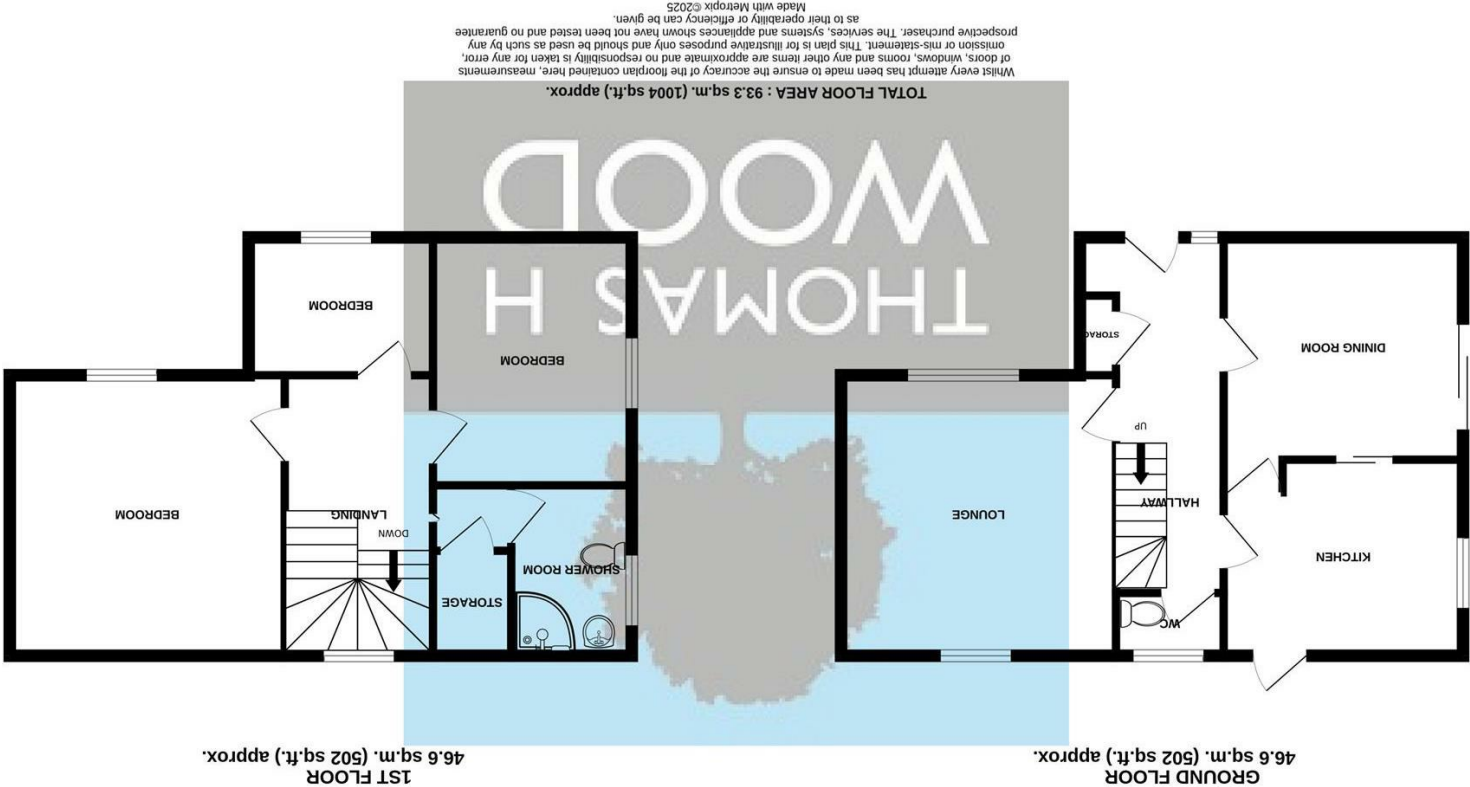 GROUND FLOOR
46.6 sq.m. (502 sq.ft.) approx.
1ST FLOOR
46.6 sq.m. (502 sq.ft.) approx.
WC
KITCHEN
HALLWAY
UP
LOUNGE
DINING ROOM
STORAG
STORAGE
SHOWER ROOM
DOWN
LANDING
BEDROOM
BEDROOM
BEDROOM
THOMAS H
WOOD
TOTAL FLOOR AREA : 93.3 sq.m. (1004 sq.ft.) approx.
Whilst every attempt has been made to ensure the accuracy of the floorplan contained here, measurements
of doors, windows, rooms and any other items are approximate and no responsibility is taken for any error,
omission or mis-statement. This plan is for illustrative purposes only and should be used as such by any
prospective purchaser. The services, systems and appliances shown have not been tested and no guarantee
as to their operability or efficiency can be given.
Made with Metropix ©2025